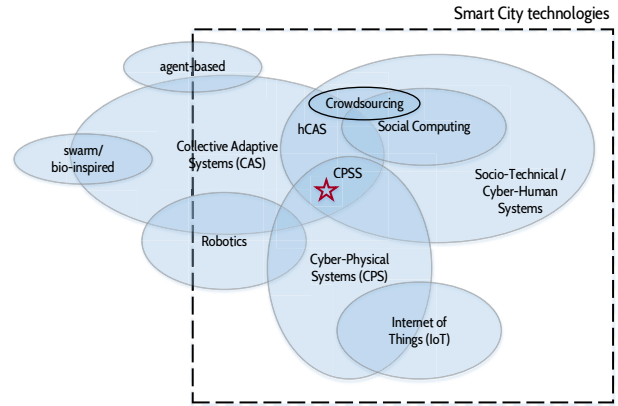 Smart City technologies
agent-based
Crowdsourcing
hCAS
Social Computing
swarm/
bio-inspired
Collective Adaptive
Systems (CAS)
CPSS
Socio-Technical /
Cyber-Human
Systems
Robotics
Cyber-Physical
Systems (CPS)
Internet of
Things (IoT)